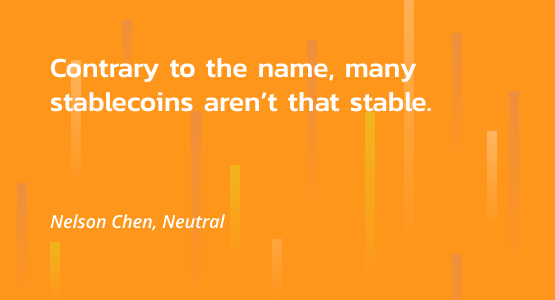 Contrary to the name, many
stablecoins aren’t that stable.
Nelson Chen, Neutral